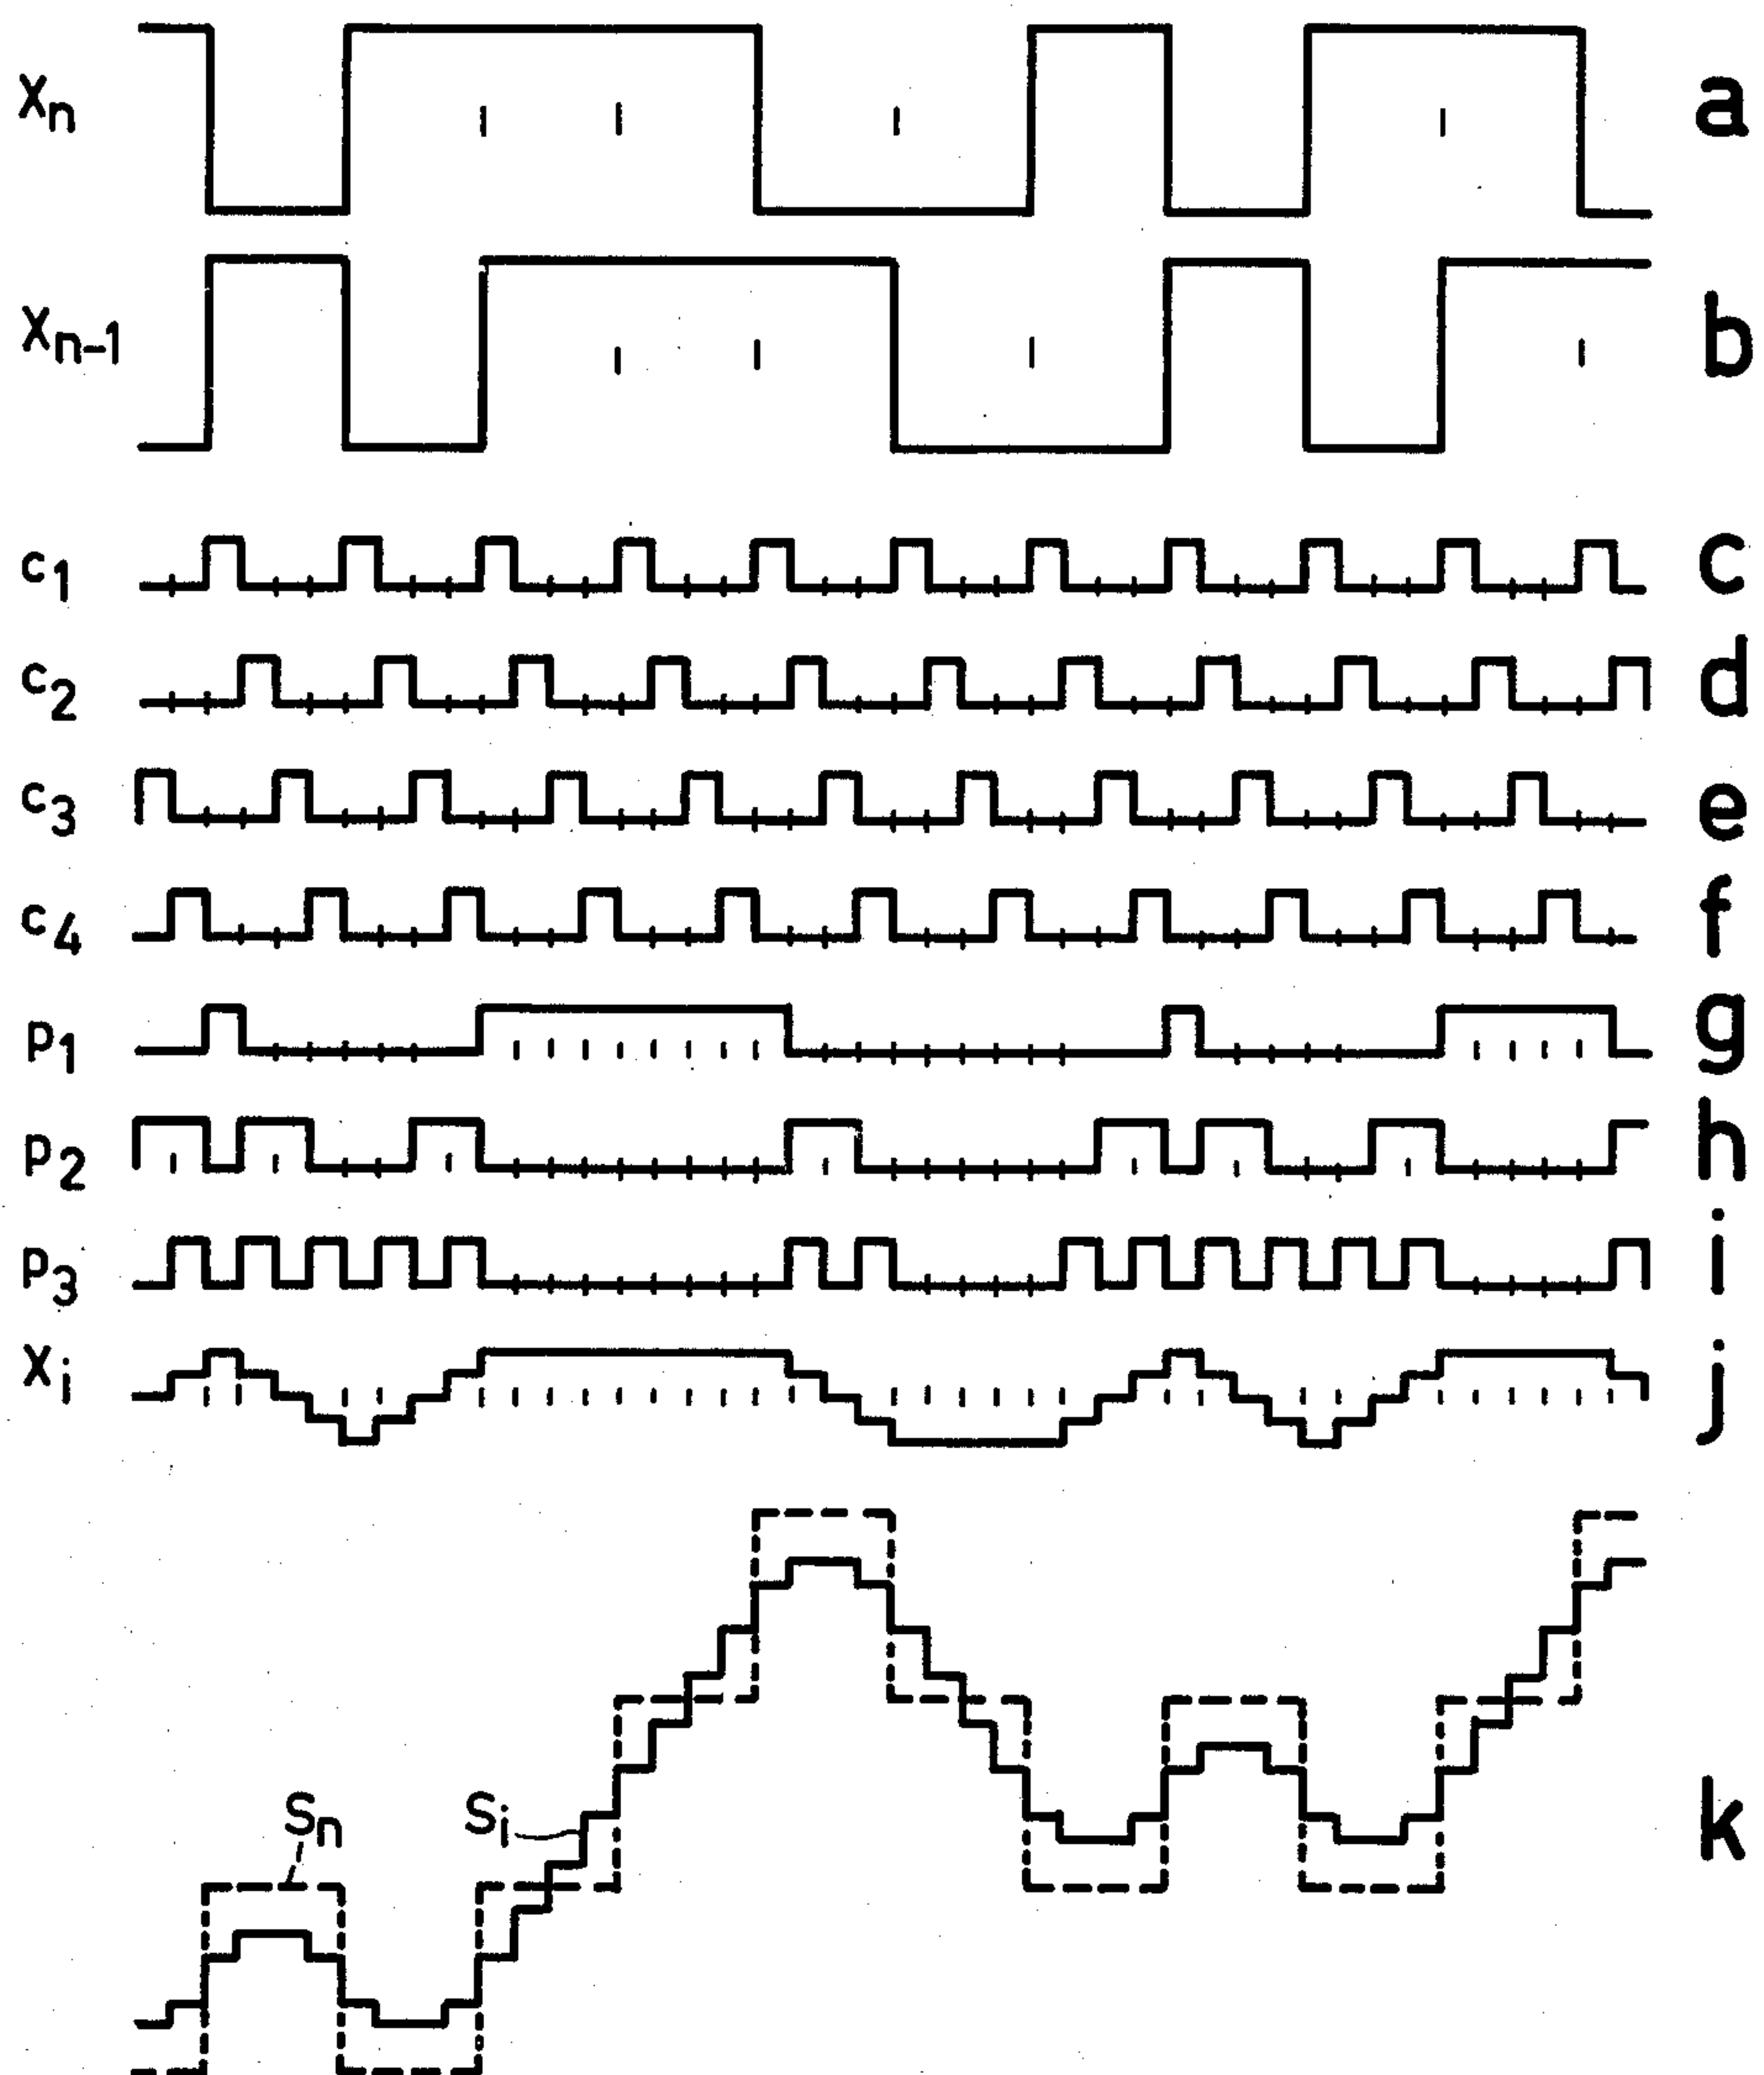 Xn a
Xn-1 b
c1 c
c2 d
c3 e
c4 f
p1 g
p2 h
p3 i
xi j
Sn Si k